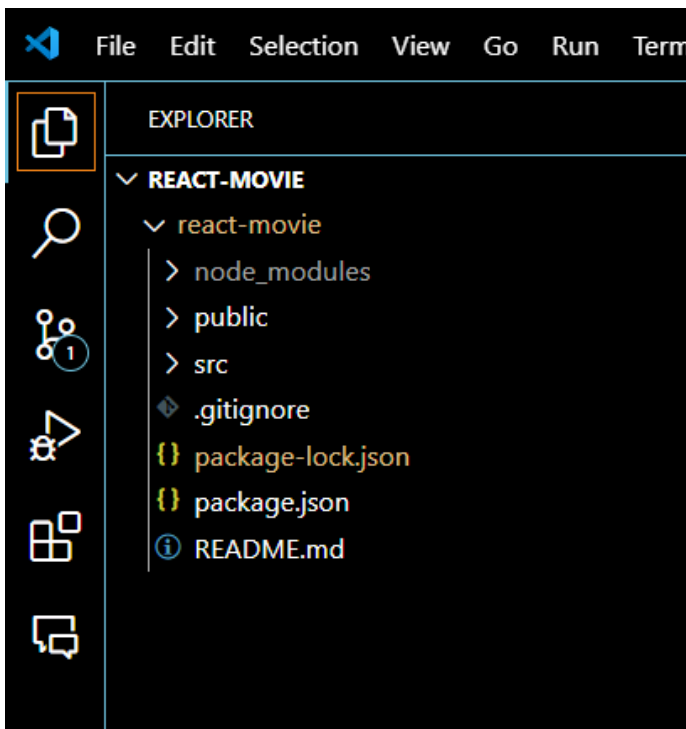 File Edit Selection View Go Run
EXPLORER
REACT-MOVIE
react-movie
node_modules
public
src
.gitignore
{} package-lock.json
{} package.json
README.md
1